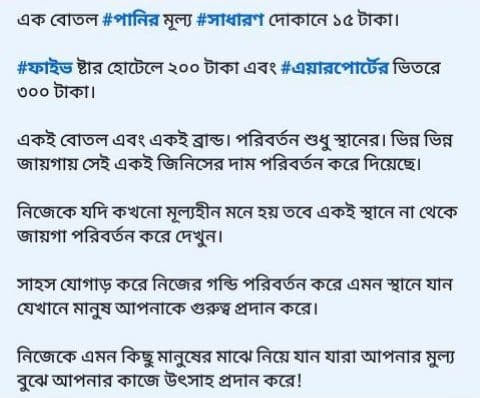 এক বোতল #পানির মূল্য #সাধারণ দোকানে ১৫ টাকা।
#ফাইভ ষ্টার হোটেলে ২০০ টাকা এবং #এয়ারপোর্টের ভিতরে
৩০০ টাকা।
একই বোতল এবং একই ব্রান্ড। পরিবর্তন শুধু স্থানের। ভিন্ন ভিন্ন
জায়গায় সেই একই জিনিসের দাম পরিবর্তন করে দিয়েছে।
নিজেকে যদি কখনো মূল্যহীন মনে হয় তবে একই স্থানে না থেকে
জায়গা পরিবর্তন করে দেখুন।
সাহস যোগাড় করে নিজের গন্ডি পরিবর্তন করে এমন স্থানে যান
যেখানে মানুষ আপনাকে গুরুত্ব প্রদান করে।
নিজেকে এমন কিছু মানুষের মাঝে নিয়ে যান যারা আপনার মুল্য
বুঝে আপনার কাজে উৎসাহ প্রদান করে!